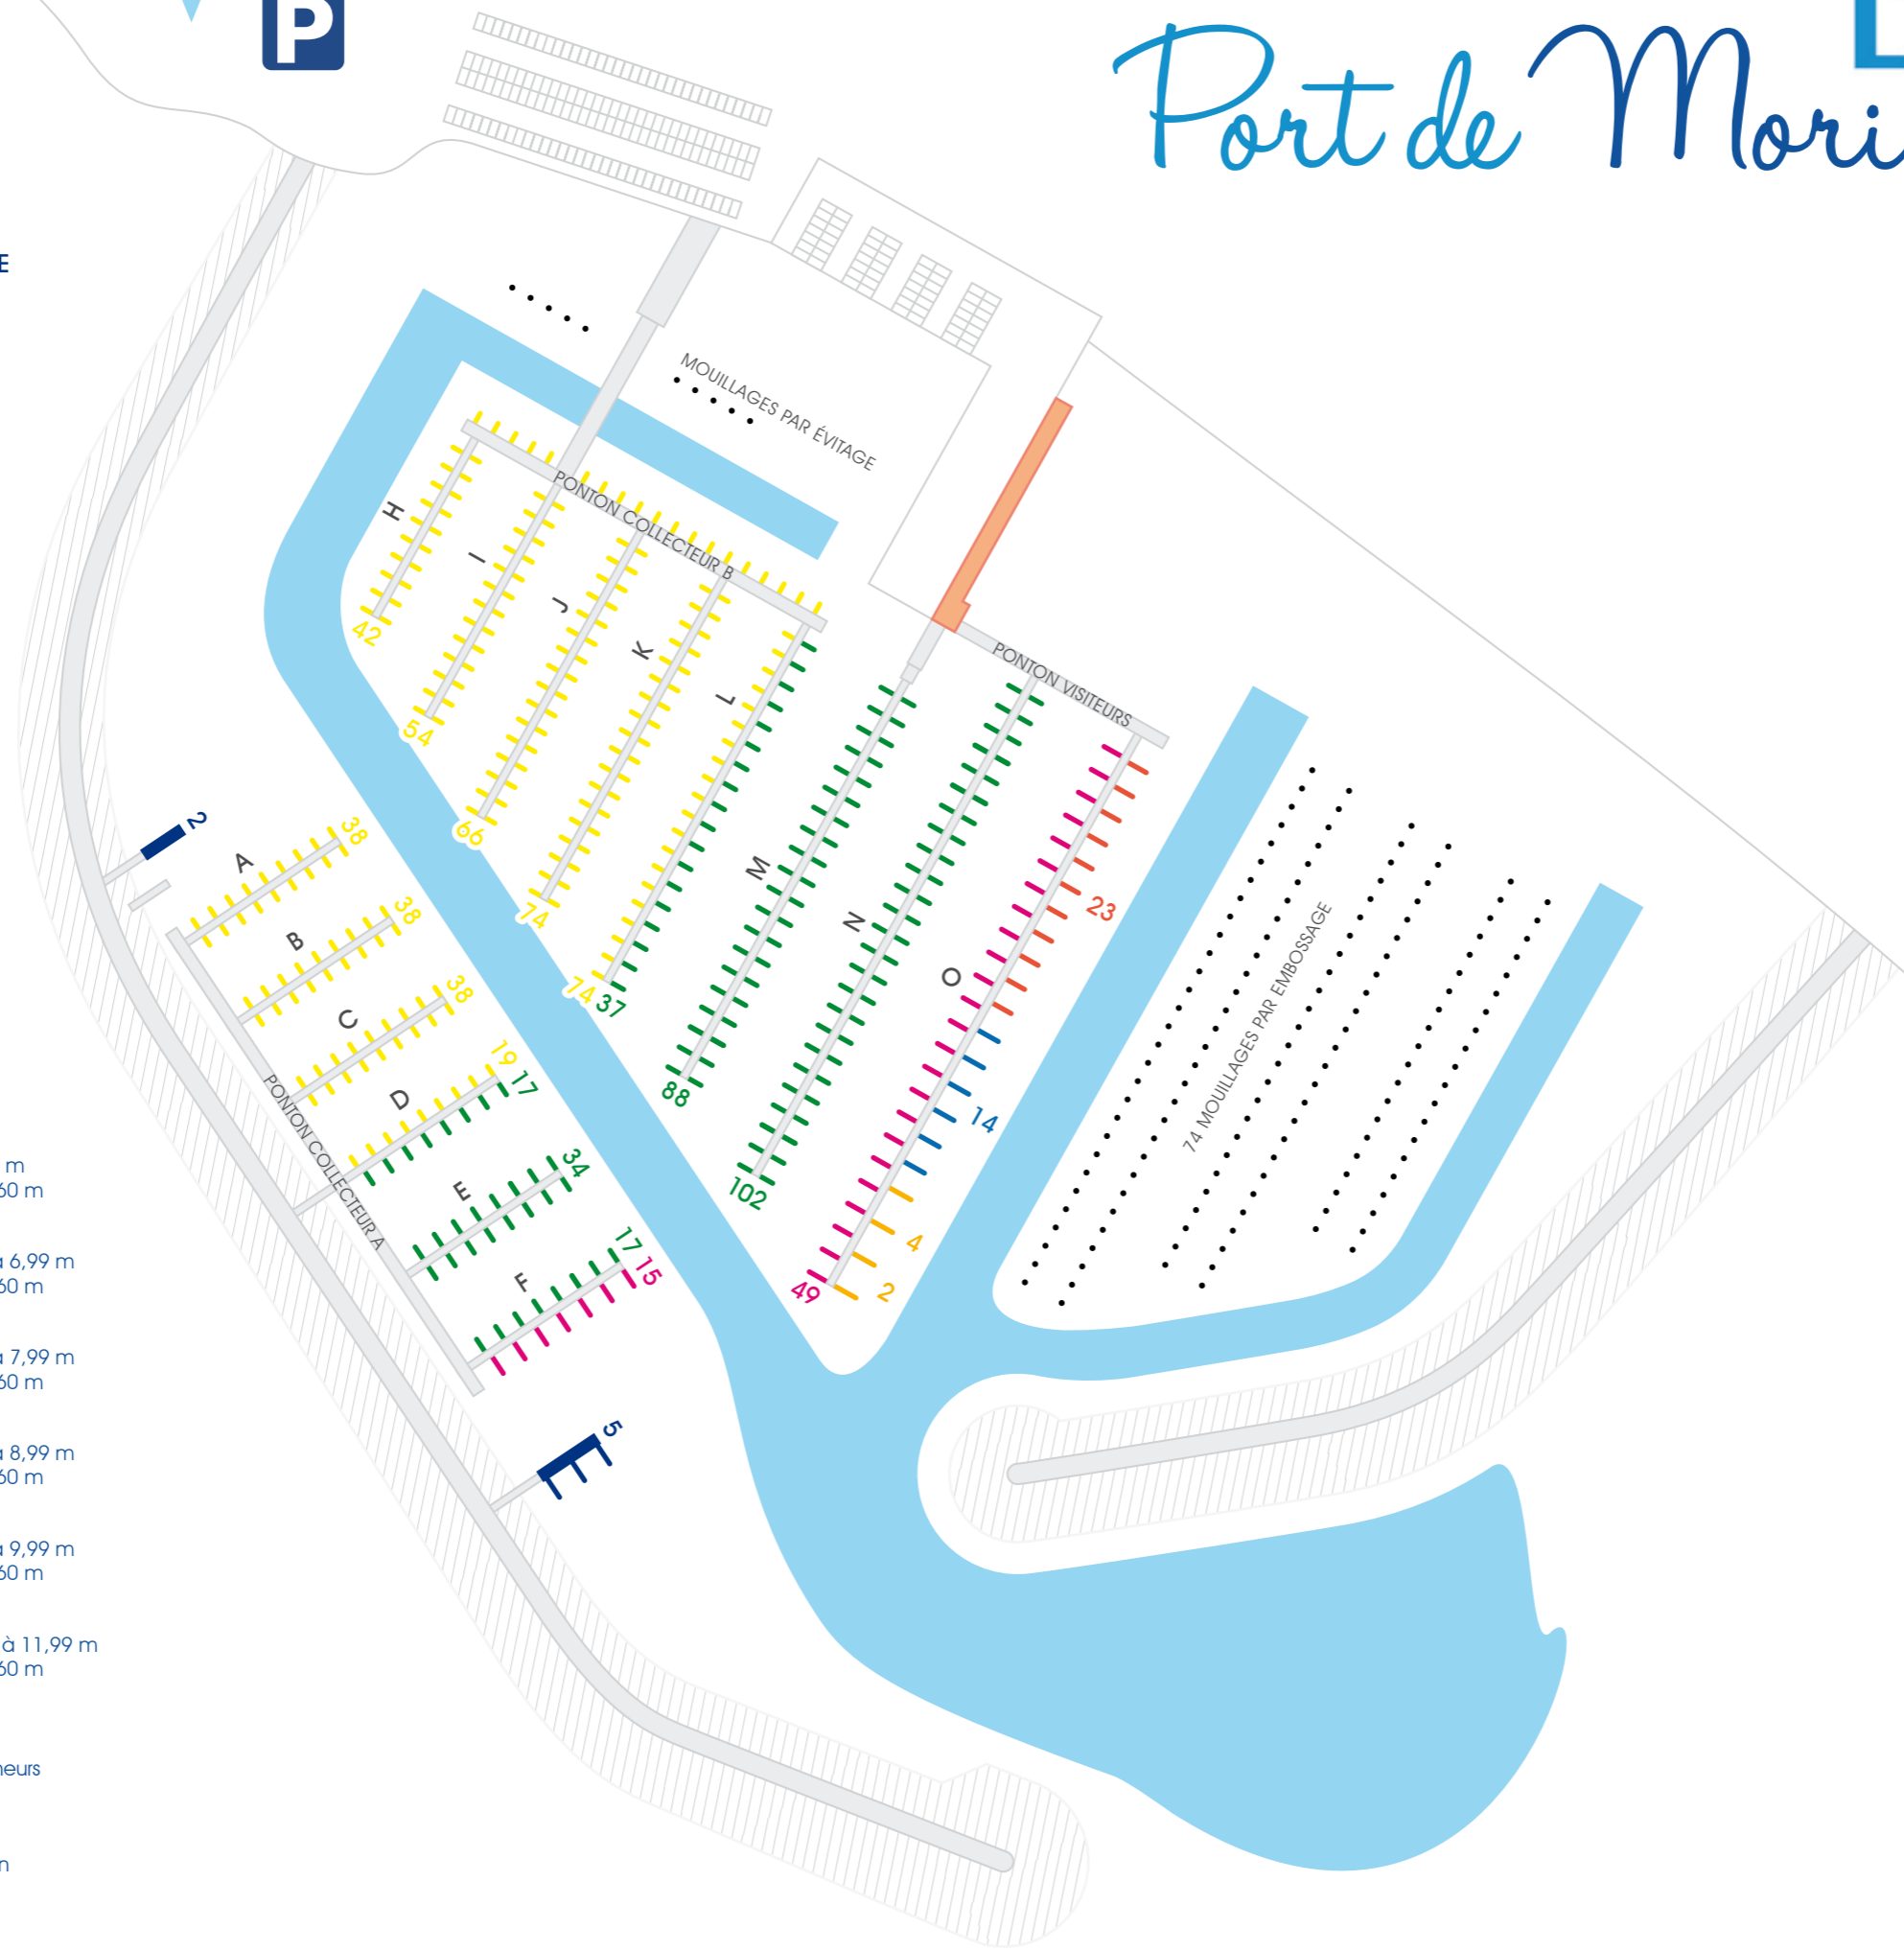 P
Port de Mori
L
E
MOUILLAGES PAR ÉVITAGE
PONTON COLLECTEUR B
H
I
J
K
L
42
54
66
74
74
37
PONTON VISITEURS
M
N
O
88
102
23
14
4
2
49
74 MOUILLAGES PAR EMBOSSAGE
2
A
38
B
38
C
38
D
19
17
E
34
F
17
15
PONTON COLLECTEUR A
5
m
60 m
à 6,99 m
60 m
à 7,99 m
60 m
à 8,99 m
60 m
à 9,99 m
60 m
à 11,99 m
60 m
neurs
n